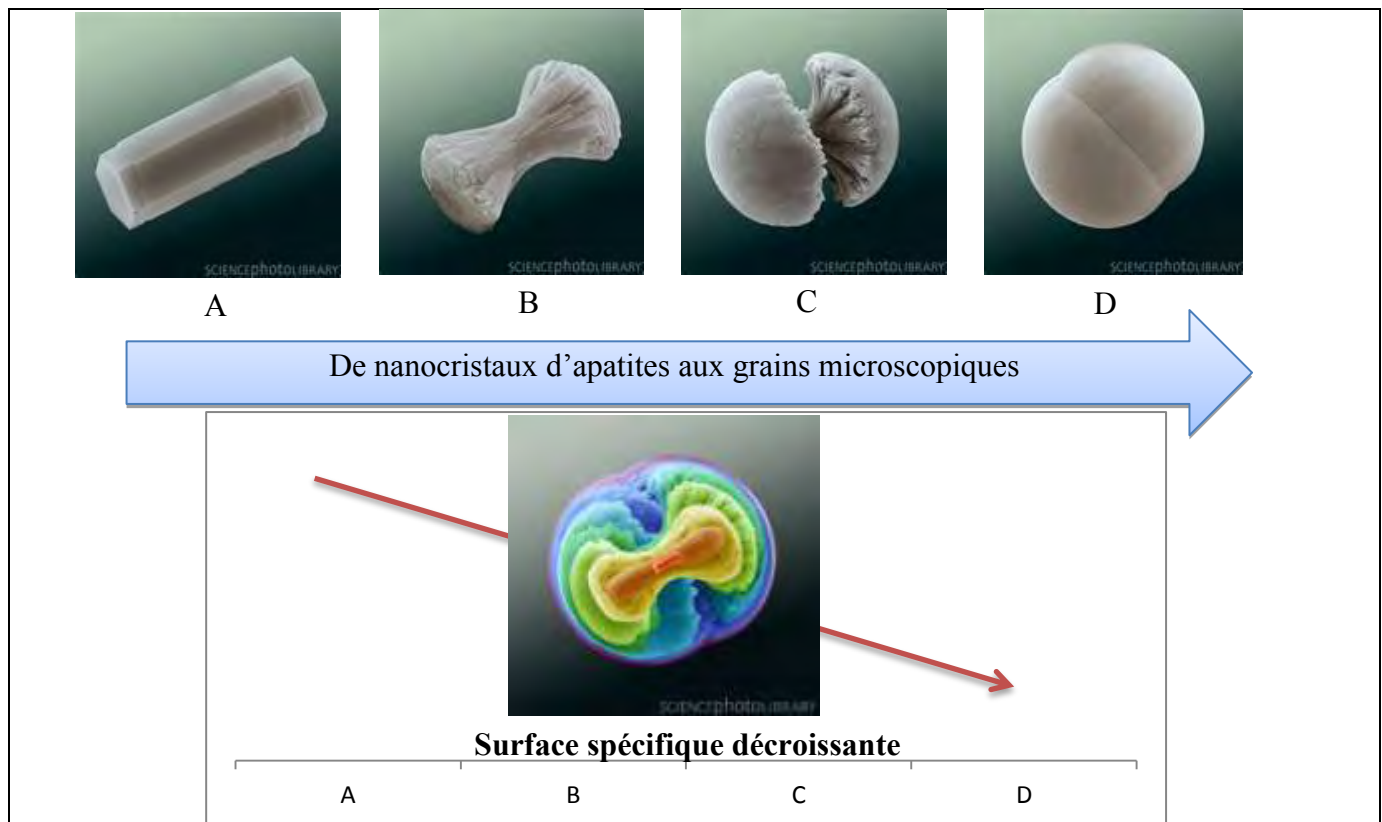 SCIENCEphotoLIBRARY
SCIENCEphotoLIBRARY
SCIENCEphotoLIBRARY
SCIENCEphotoLIBRARY
A
B
C
D
De nanocristaux d’apatites aux grains microscopiques
SCIENCEphotoLIBRARY
Surface spécifique décroissante
A
B
C
D